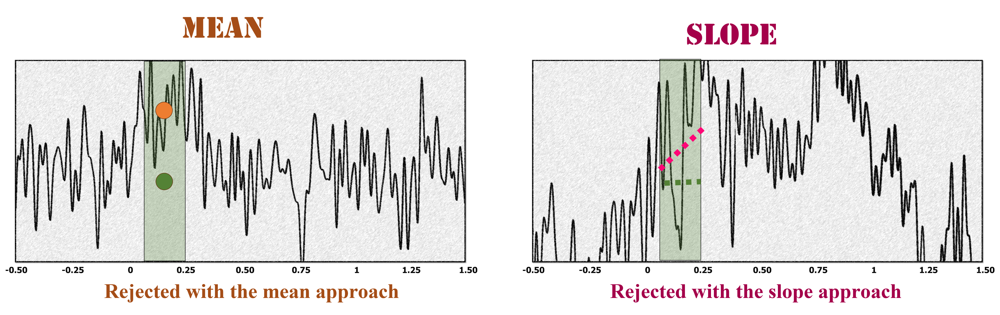 MEAN
SLOPE
-0.50 -0.25 0 0.25 0.50 0.75 1 1.25 1.50
-0.50 -0.25 0 0.25 0.50 0.75 1 1.25 1.50
Rejected with the mean approach
Rejected with the slope approach